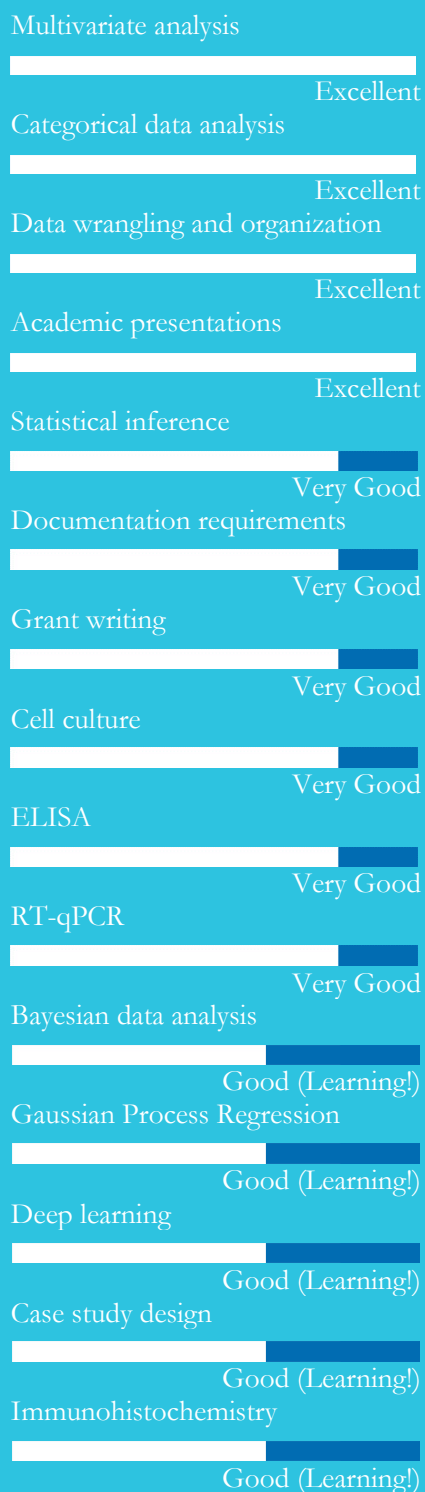 Multivariate analysis
Excellent
Categorical data analysis
Excellent
Data wrangling and organization
Excellent
Academic presentations
Excellent
Statistical inference
Very Good
Documentation requirements
Very Good
Grant writing
Very Good
Cell culture
Very Good
ELISA
Very Good
RT-qPCR
Very Good
Bayesian data analysis
Good (Learning!)
Gaussian Process Regression
Good (Learning!)
Deep learning
Good (Learning!)
Case study design
Good (Learning!)
Immunohistochemistry
Good (Learning!)